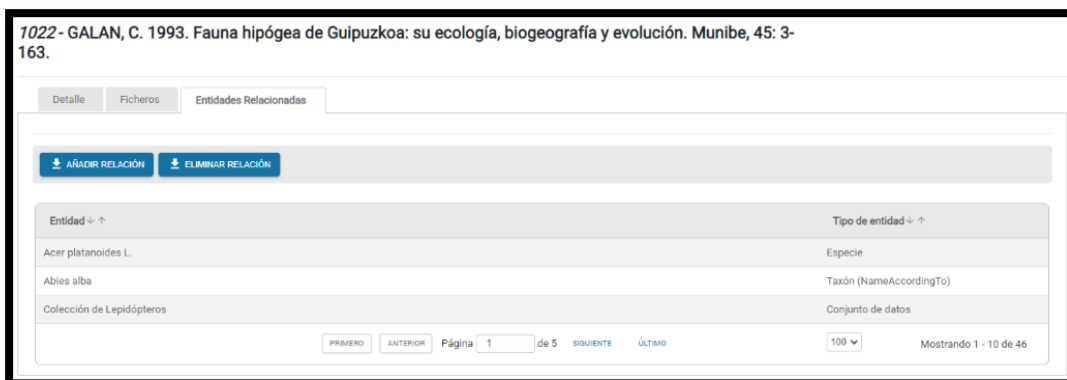 1022- GALAN, C. 1993. Fauna hipógea de Guipuzkoa: su ecología, biogeografía y evolución. Munibe, 45: 3-
163.
Detalle Ficheros Entidades Relacionadas
AÑADIR RELACIÓN ELIMINAR RELACIÓN
Entidad ↓ ↑ Tipo de entidad ↓ ↑
Acer platanoides L. Especie
Abies alba Taxón (NameAccordingTo)
Colección de Lepidópteros Conjunto de datos
PRIMERO ANTERIOR Página 1 de 5 SIGUIENTE ÚLTIMO 100 Mostrando 1 - 10 de 46